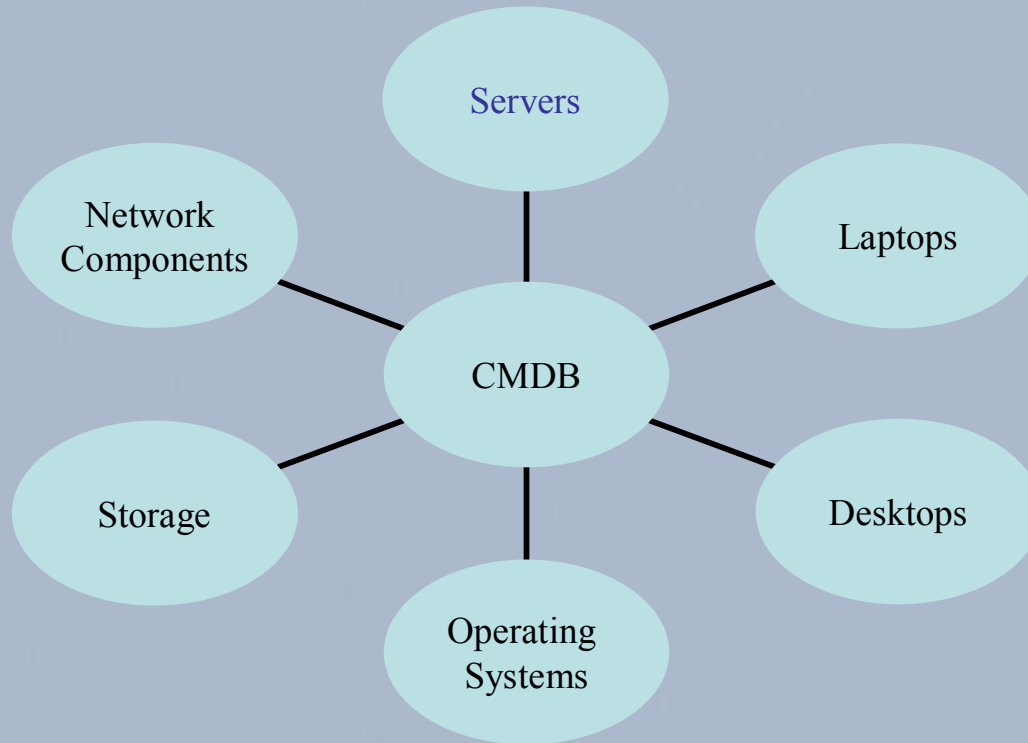 Servers
Network
Components
Laptops
CMDB
Storage
Desktops
Operating
Systems